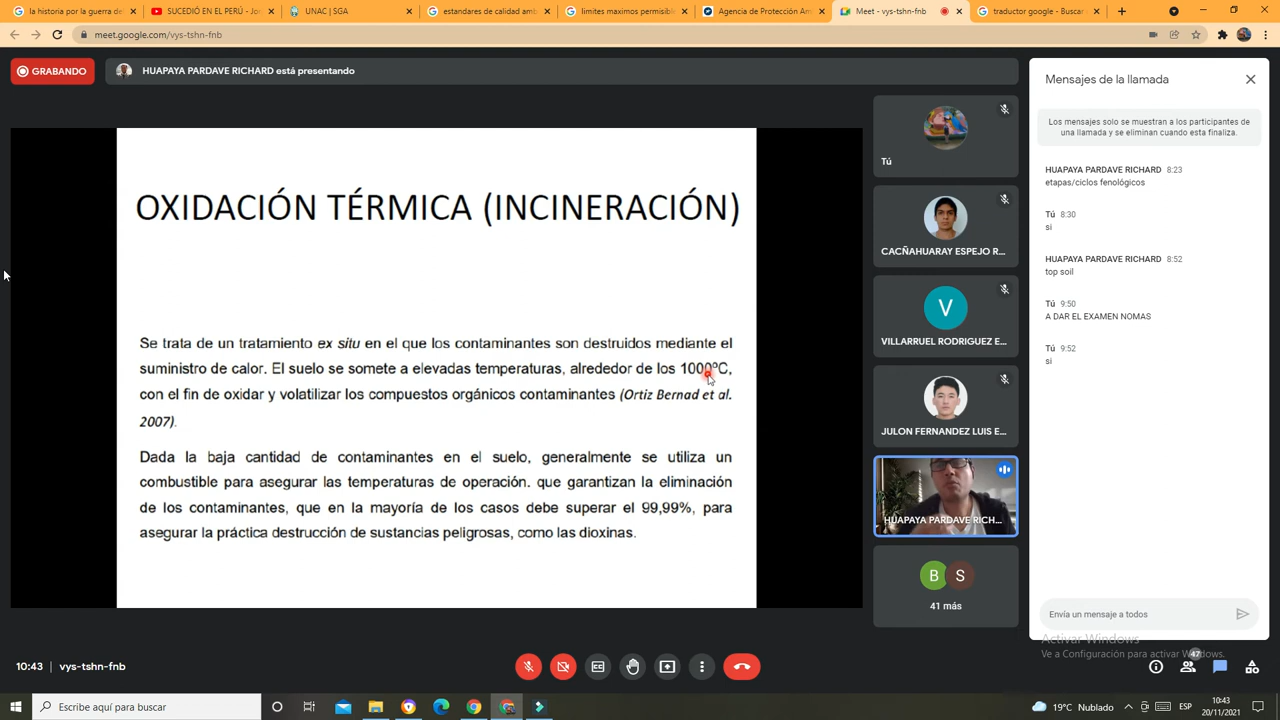 la historia por la guerra de
SUCEDIÓ EN EL PERÚ - Jo
UNAC | SGA
estandares de calidad amb
limites maximos permisible
Agencia de Protección Am
Meet - vys-tshn-fnb
traductor google - Buscar
meet.google.com/vys-tshn-fnb
GRABANDO
HUAPAYA PARDAVE RICHARD está presentando
OXIDACIÓN TÉRMICA (INCINERACIÓN)
Se trata de un tratamiento ex situ en el que los contaminantes son destruidos mediante el
suministro de calor. El suelo se somete a elevadas temperaturas, alrededor de los 1000ºC,
con el fin de oxidar y volatilizar los compuestos orgánicos contaminantes (Ortiz Bernad et al.
2007).
Dada la baja cantidad de contaminantes en el suelo, generalmente se utiliza un
combustible para asegurar las temperaturas de operación. que garantizan la eliminación
de los contaminantes, que en la mayoría de los casos debe superar el 99,99%, para
asegurar la práctica destrucción de sustancias peligrosas, como las dioxinas.
Tú
CACÑAHUARAY ESPEJO R...
V
VILLARRUEL RODRIGUEZ E...
JULON FERNANDEZ LUIS E...
HUAPAYA PARDAVE RICH...
B S
41 más
Mensajes de la llamada
Los mensajes solo se muestran a los participantes de
una llamada y se eliminan cuando esta finaliza.
HUAPAYA PARDAVE RICHARD 8:23
etapas/ciclos fenológicos
Tú 8:30
si
HUAPAYA PARDAVE RICHARD 8:52
top soil
Tú 9:50
A DAR EL EXAMEN NOMAS
Tú 9:52
si
Envía un mensaje a todos
Activar Windows
Ve a Configuración para activar Windows.
10:43 | vys-tshn-fnb
47
Escribe aquí para buscar
19°C Nublado
ESP
10:43
20/11/2021